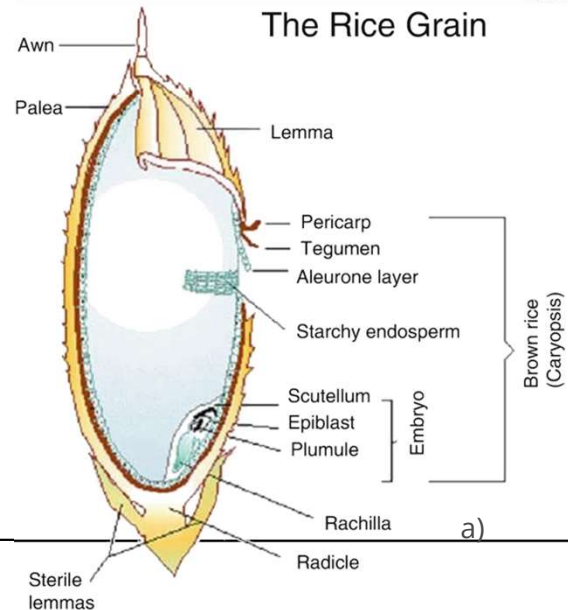 The Rice Grain
Awn
Palea
Lemma
Pericarp
Tegumen
Aleurone layer
Starchy endosperm
Brown rice
(Caryopsis)
Scutellum
Epiblast
Plumule
Embryo
Rachilla
a)
Radicle
Sterile
lemmas